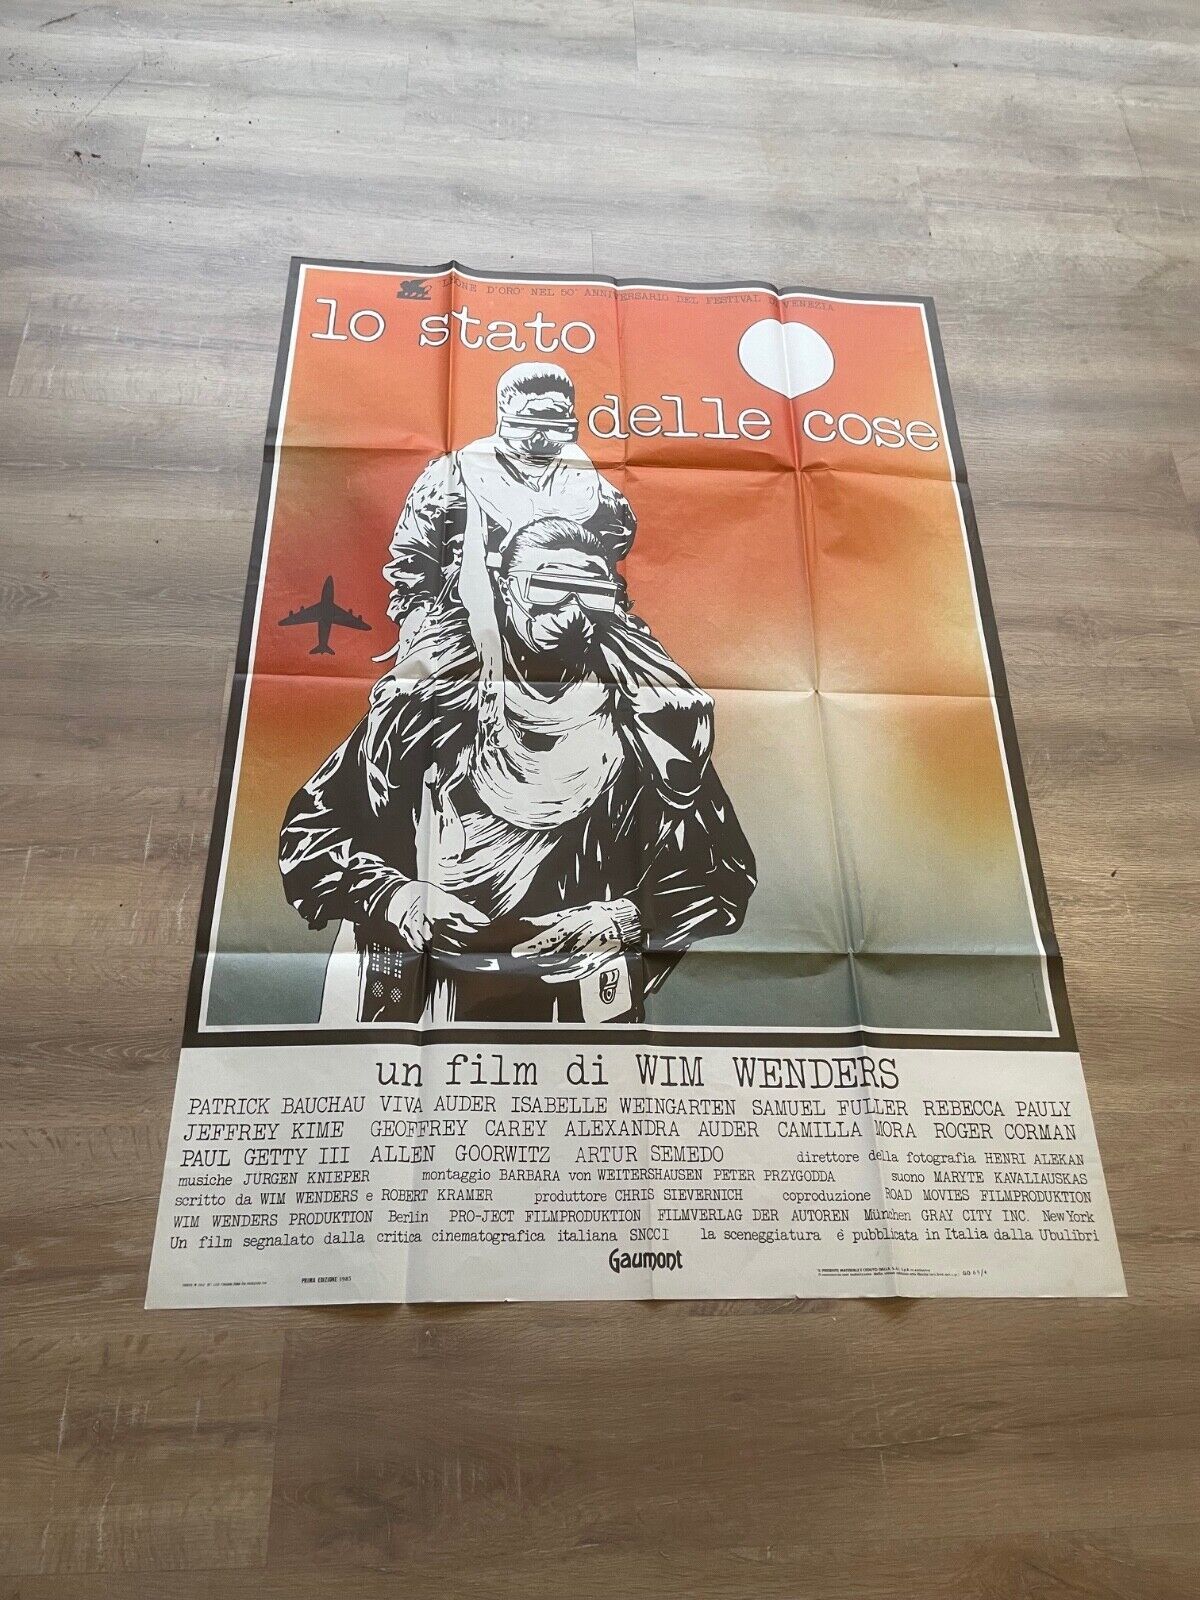 LEONE D'ORO" NEL 50° ANNIVERSARIO DEL FESTIVAL DI VENEZIA
lo stato
delle cose
un film di WIM WENDERS
PATRICK BAUCHAU VIVA AUDER ISABELLE WEINGARTEN SAMUEL FULLER REBECCA PAULY
JEFFREY KIME GEOFFREY CAREY ALEXANDRA AUDER CAMILLA MORA ROGER CORMAN
PAUL GETTY III ALLEN GOORWITZ ARTUR SEMEDO direttore della fotografia HENRI ALEKAN
musiche JURGEN KNIEPER montaggio BARBARA von WEITERSHAUSEN PETER PRZYGODDA suono MARYTE KAVALIAUSKAS
scritto da WIM WENDERS e ROBERT KRAMER produttore CHRIS SIEVERNICH coproduzione ROAD MOVIES FILMPRODUKTION
WIM WENDERS PRODUKTION Berlin PRO-JECT FILMPRODUKTION FILMVERLAG DER AUTOREN München GRAY CITY INC. New York
Un film segnalato dalla critica cinematografica italiana SNCCI la sceneggiatura è pubblicata in Italia dalla Ubulibri
Gaumont
PRIMA EDIZIONE 1983